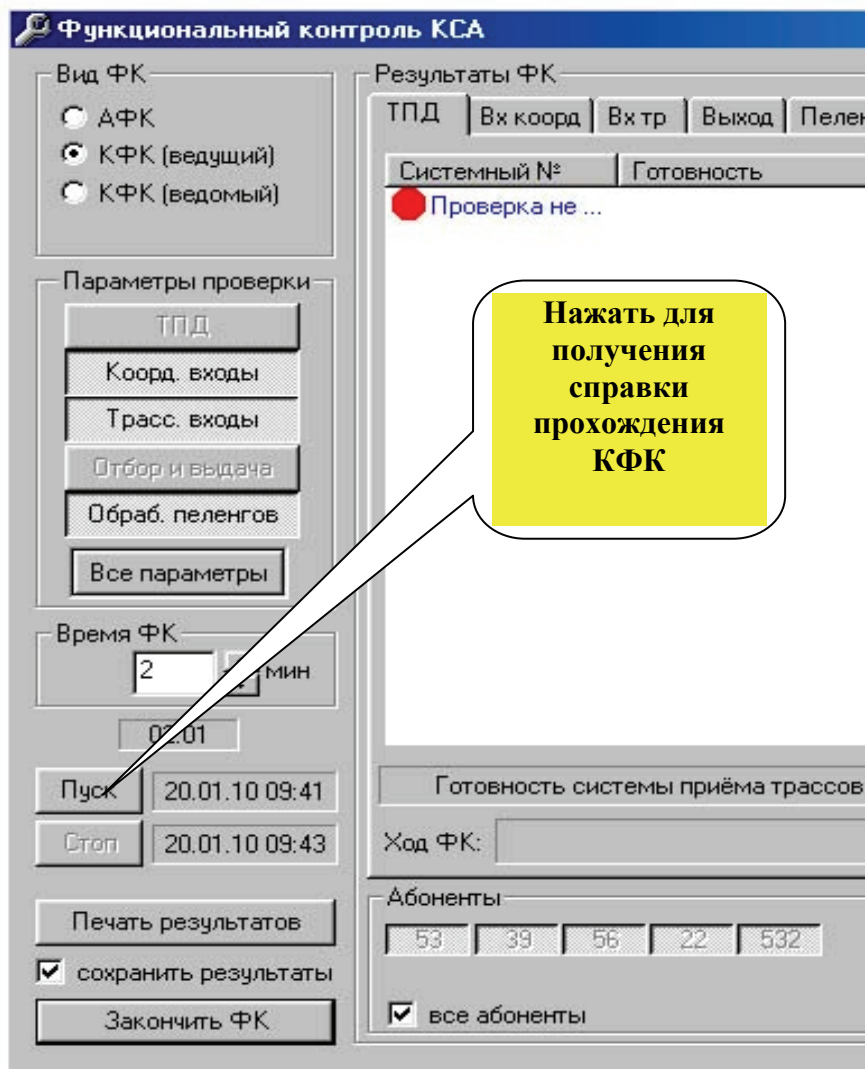 Функциональный контроль КСА
Вид ФК
АФК
КФК (ведущий)
КФК (ведомый)
Параметры проверки
ТПД
Коорд. входы
Трасс. входы
Отбор и выдача
Обраб. пеленгов
Все параметры
Время ФК
2
мин
02:01
Пуск
20.01.10 09:41
Стоп
20.01.10 09:43
Печать результатов
сохранить результаты
Закончить ФК
Результаты ФК
ТПД Вх коорд Вх тр Выход Пелен
Системный № Готовность
Проверка не ...
Нажать для
получения
справки
прохождения
КФК
Готовность системы приёма трассов
Ход ФК:
Абоненты
53 39 56 22 532
все абоненты